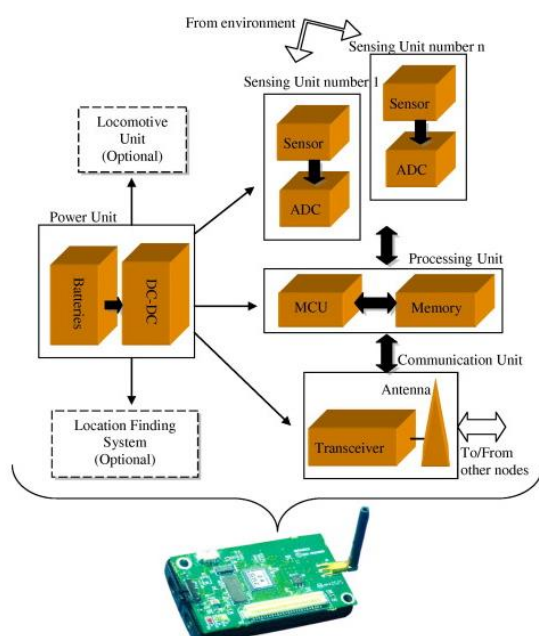 From environment
Sensing Unit number n
Sensing Unit number 1
Sensor
ADC
Sensor
ADC
Locomotive
Unit
(Optional)
Power Unit
Batteries
DC-DC
Processing Unit
MCU
Memory
Communication Unit
Antenna
Transceiver
To/From
other nodes
Location Finding
System
(Optional)